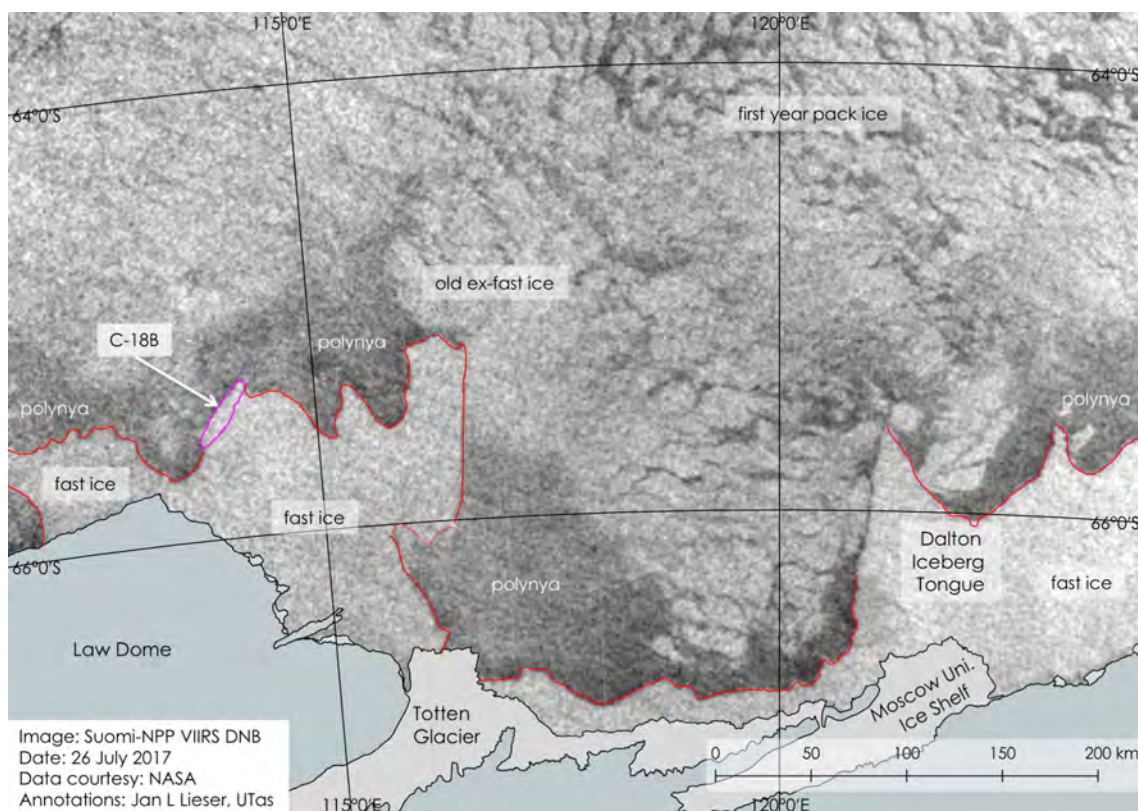 115°0'E
120°0'E
64°0'S
64°0'S
first year pack ice
old ex-fast ice
C-18B
polynya
polynya
polynya
fast ice
fast ice
66°0'S
66°0'S
Dalton
Iceberg
Tongue
fast ice
polynya
Law Dome
Totten
Glacier
Moscow Uni.
Ice Shelf
Image: Suomi-NPP VIIRS DNB
Date: 26 July 2017
Data courtesy: NASA
Annotations: Jan L Lieser, UTas
0 50 100 150 200 km
115°0'E
120°0'E